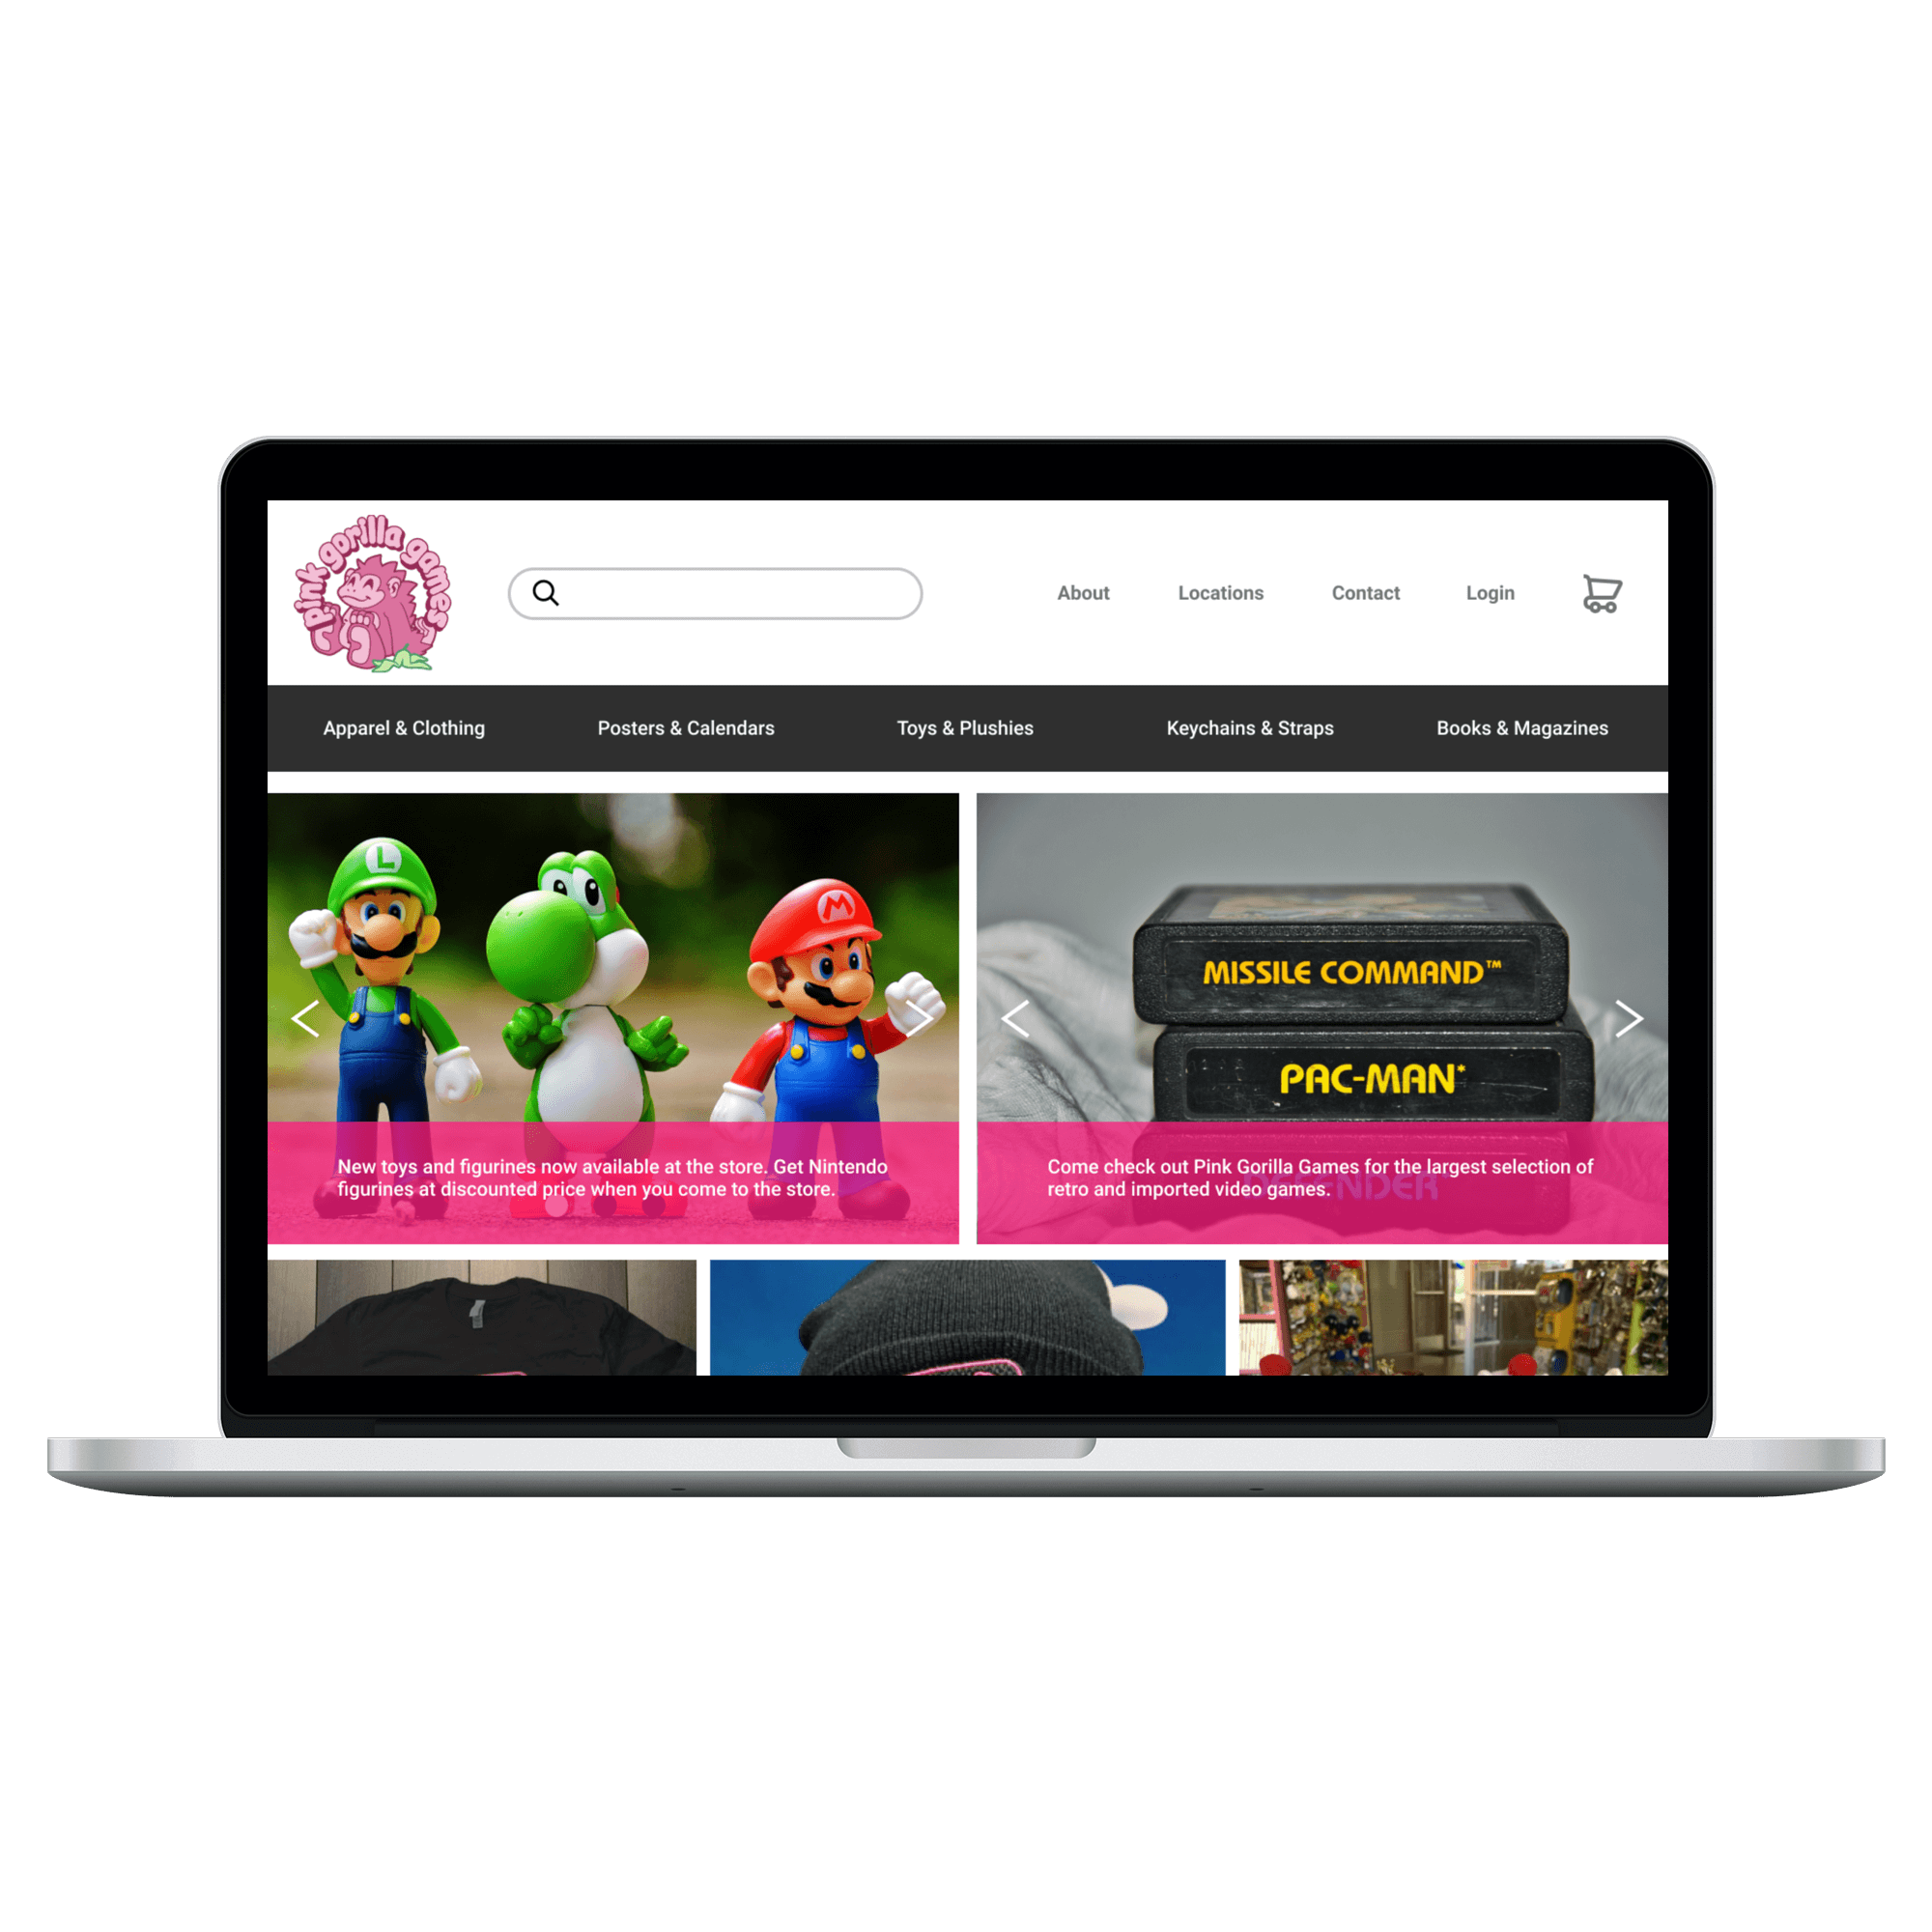 pink gorilla games
About Locations Contact Login
Apparel & Clothing Posters & Calendars Toys & Plushies Keychains & Straps Books & Magazines
L
M
MISSILE COMMAND™
PAC-MAN*
New toys and figurines now available at the store. Get Nintendo
figurines at discounted price when you come to the store.
Come check out Pink Gorilla Games for the largest selection of
retro and imported video games.
DEFENDER